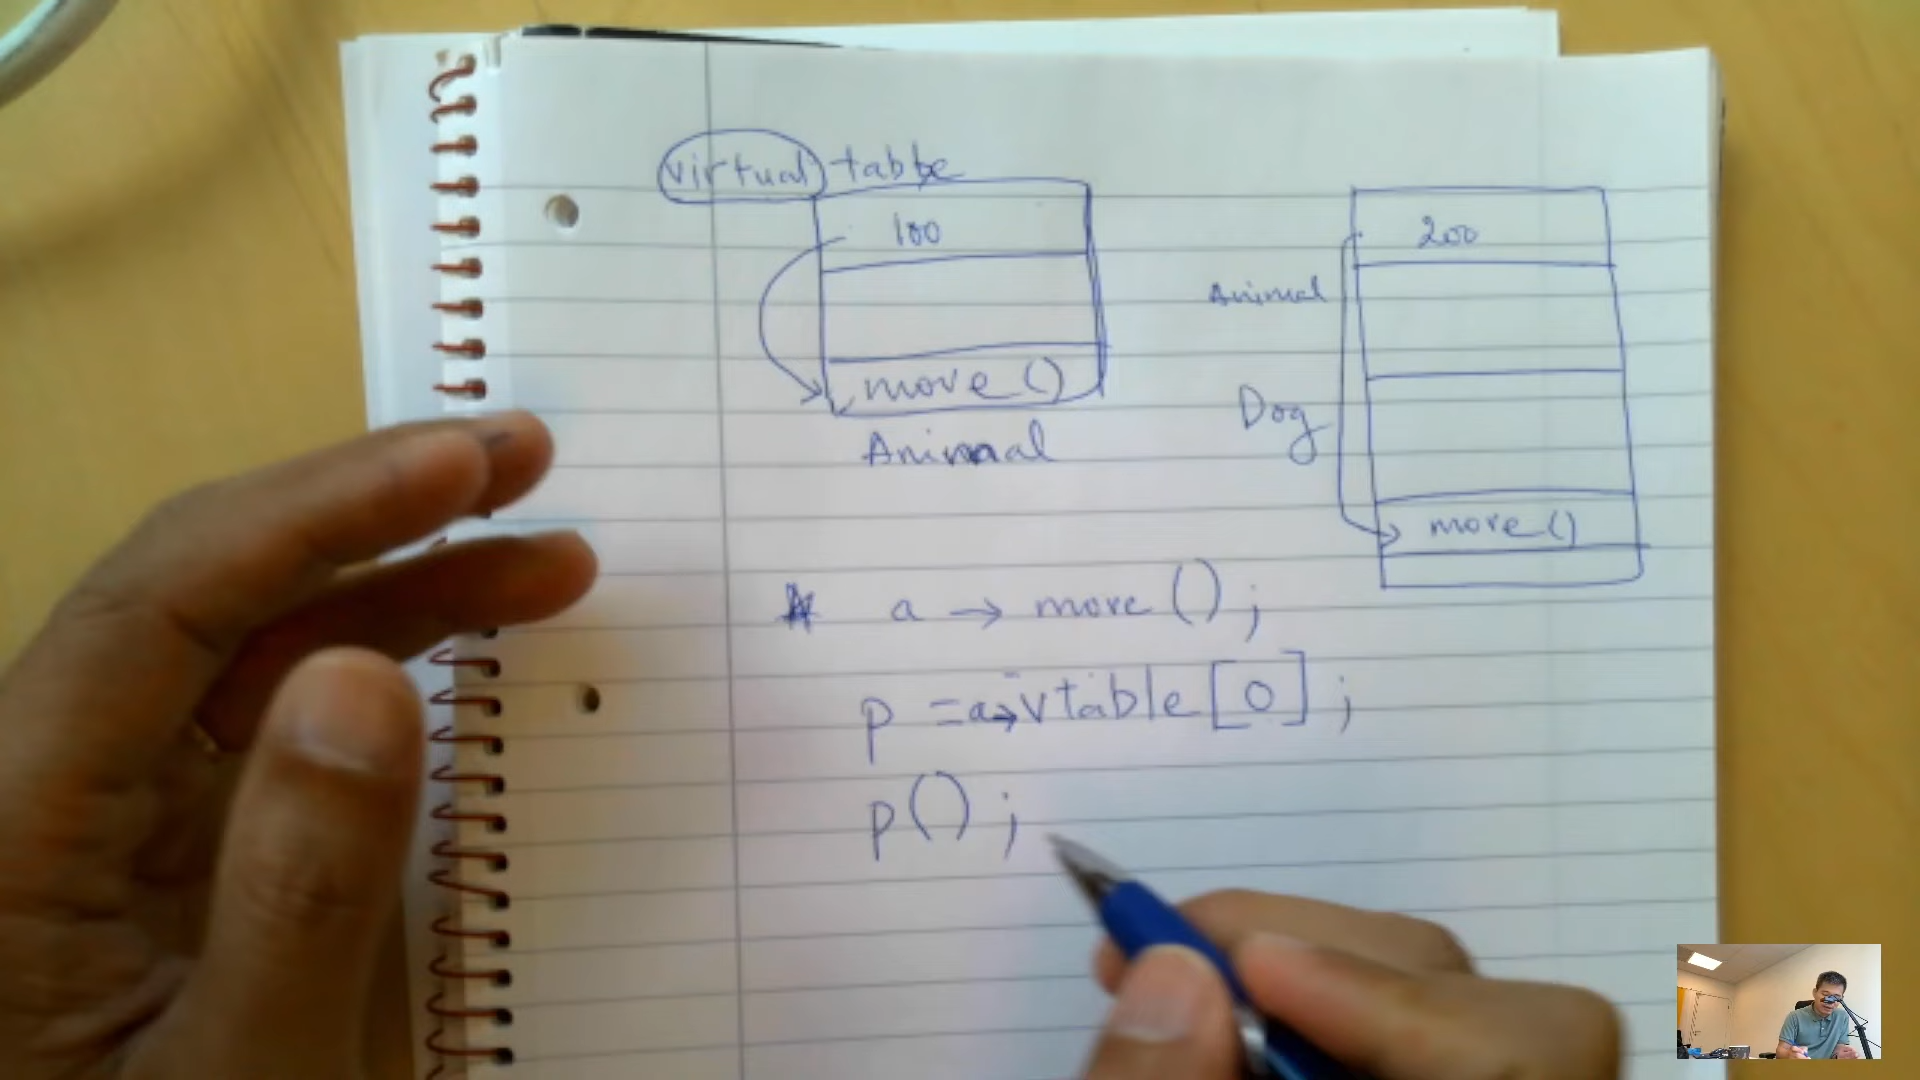 virtual table
100
move()
Animal
200
Animal
Dog
move()
a → move();
p = a→vtable[0];
p();